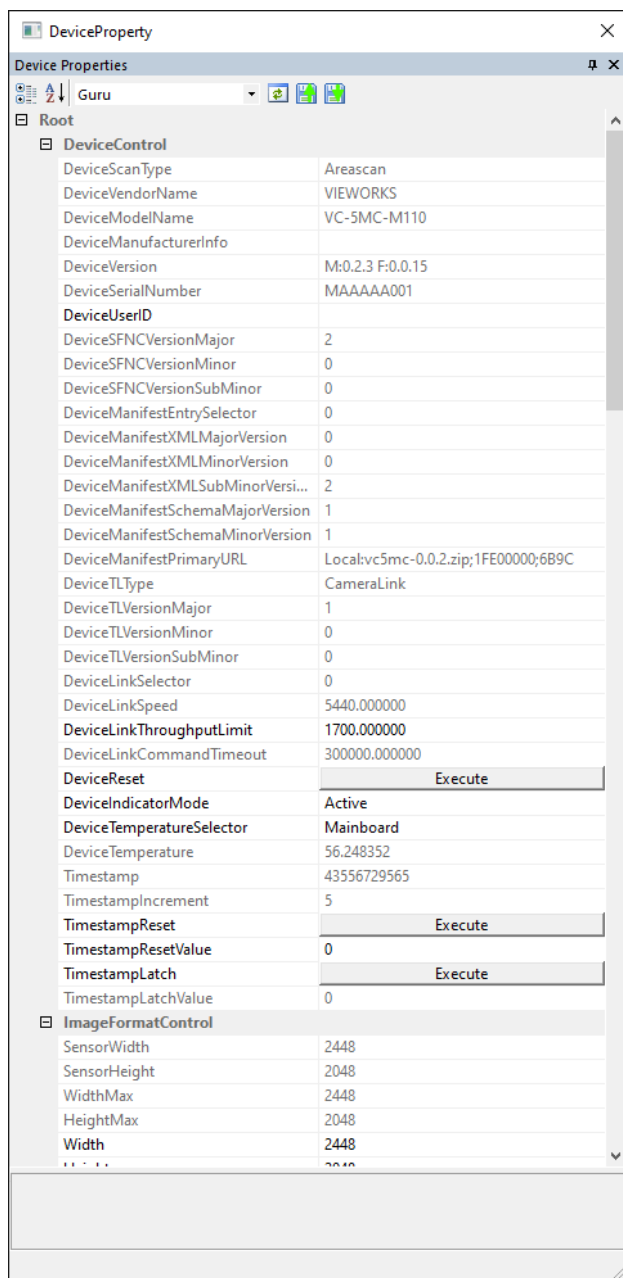 DeviceProperty
Device Properties
Guru
Root
DeviceControl
DeviceScanType Areascan
DeviceVendorName VIEWORKS
DeviceModelName VC-5MC-M110
DeviceManufacturerInfo
DeviceVersion M:0.2.3 F:0.0.15
DeviceSerialNumber MAAAAA001
DeviceUserID
DeviceSFNCVersionMajor 2
DeviceSFNCVersionMinor 0
DeviceSFNCVersionSubMinor 0
DeviceManifestEntrySelector 0
DeviceManifestXMLMajorVersion 0
DeviceManifestXMLMinorVersion 0
DeviceManifestXMLSubMinorVersi... 2
DeviceManifestSchemaMajorVersion 1
DeviceManifestSchemaMinorVersion 1
DeviceManifestPrimaryURL Local:vc5mc-0.0.2.zip;1FE00000;6B9C
DeviceTLType CameraLink
DeviceTLVersionMajor 1
DeviceTLVersionMinor 0
DeviceTLVersionSubMinor 0
DeviceLinkSelector 0
DeviceLinkSpeed 5440.000000
DeviceLinkThroughputLimit 1700.000000
DeviceLinkCommandTimeout 300000.000000
DeviceReset Execute
DeviceIndicatorMode Active
DeviceTemperatureSelector Mainboard
DeviceTemperature 56.248352
Timestamp 43556729565
TimestampIncrement 5
TimestampReset Execute
TimestampResetValue 0
TimestampLatch Execute
TimestampLatchValue 0
ImageFormatControl
SensorWidth 2448
SensorHeight 2048
WidthMax 2448
HeightMax 2048
Width 2448